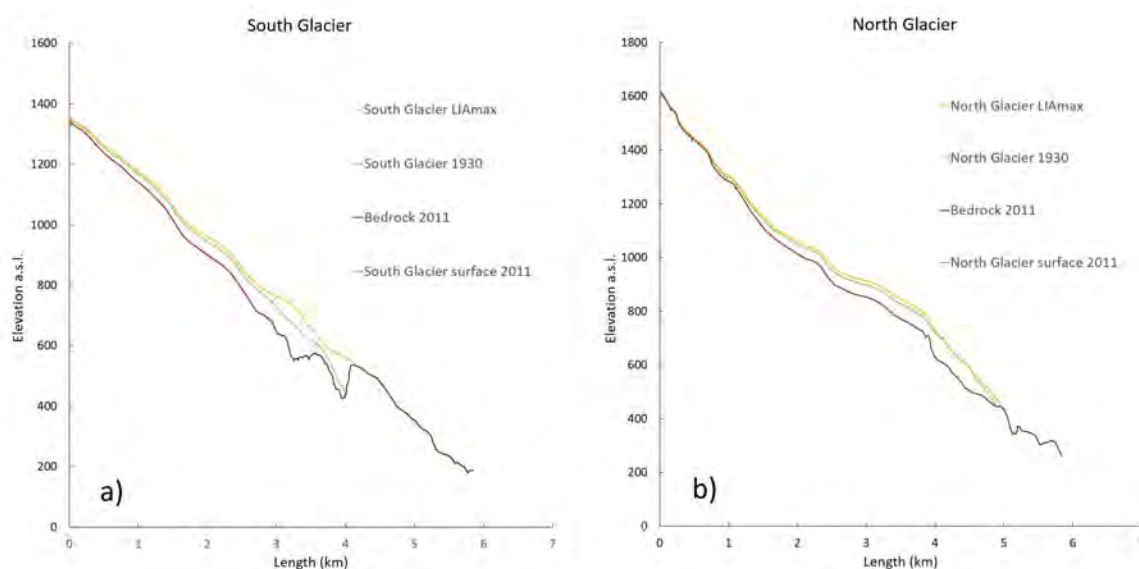 South Glacier
1600
1400
1200
1000
800
600
400
200
0
Elevation a.s.l.
South Glacier LIAmax
South Glacier 1930
Bedrock 2011
South Glacier surface 2011
a)
0 1 2 3 4 5 6 7
Length (km)
North Glacier
1800
1600
1400
1200
1000
800
600
400
200
0
Elevation a.s.l.
North Glacier LIAmax
North Glacier 1930
Bedrock 2011
North Glacier surface 2011
b)
0 1 2 3 4 5 6
Length (km)